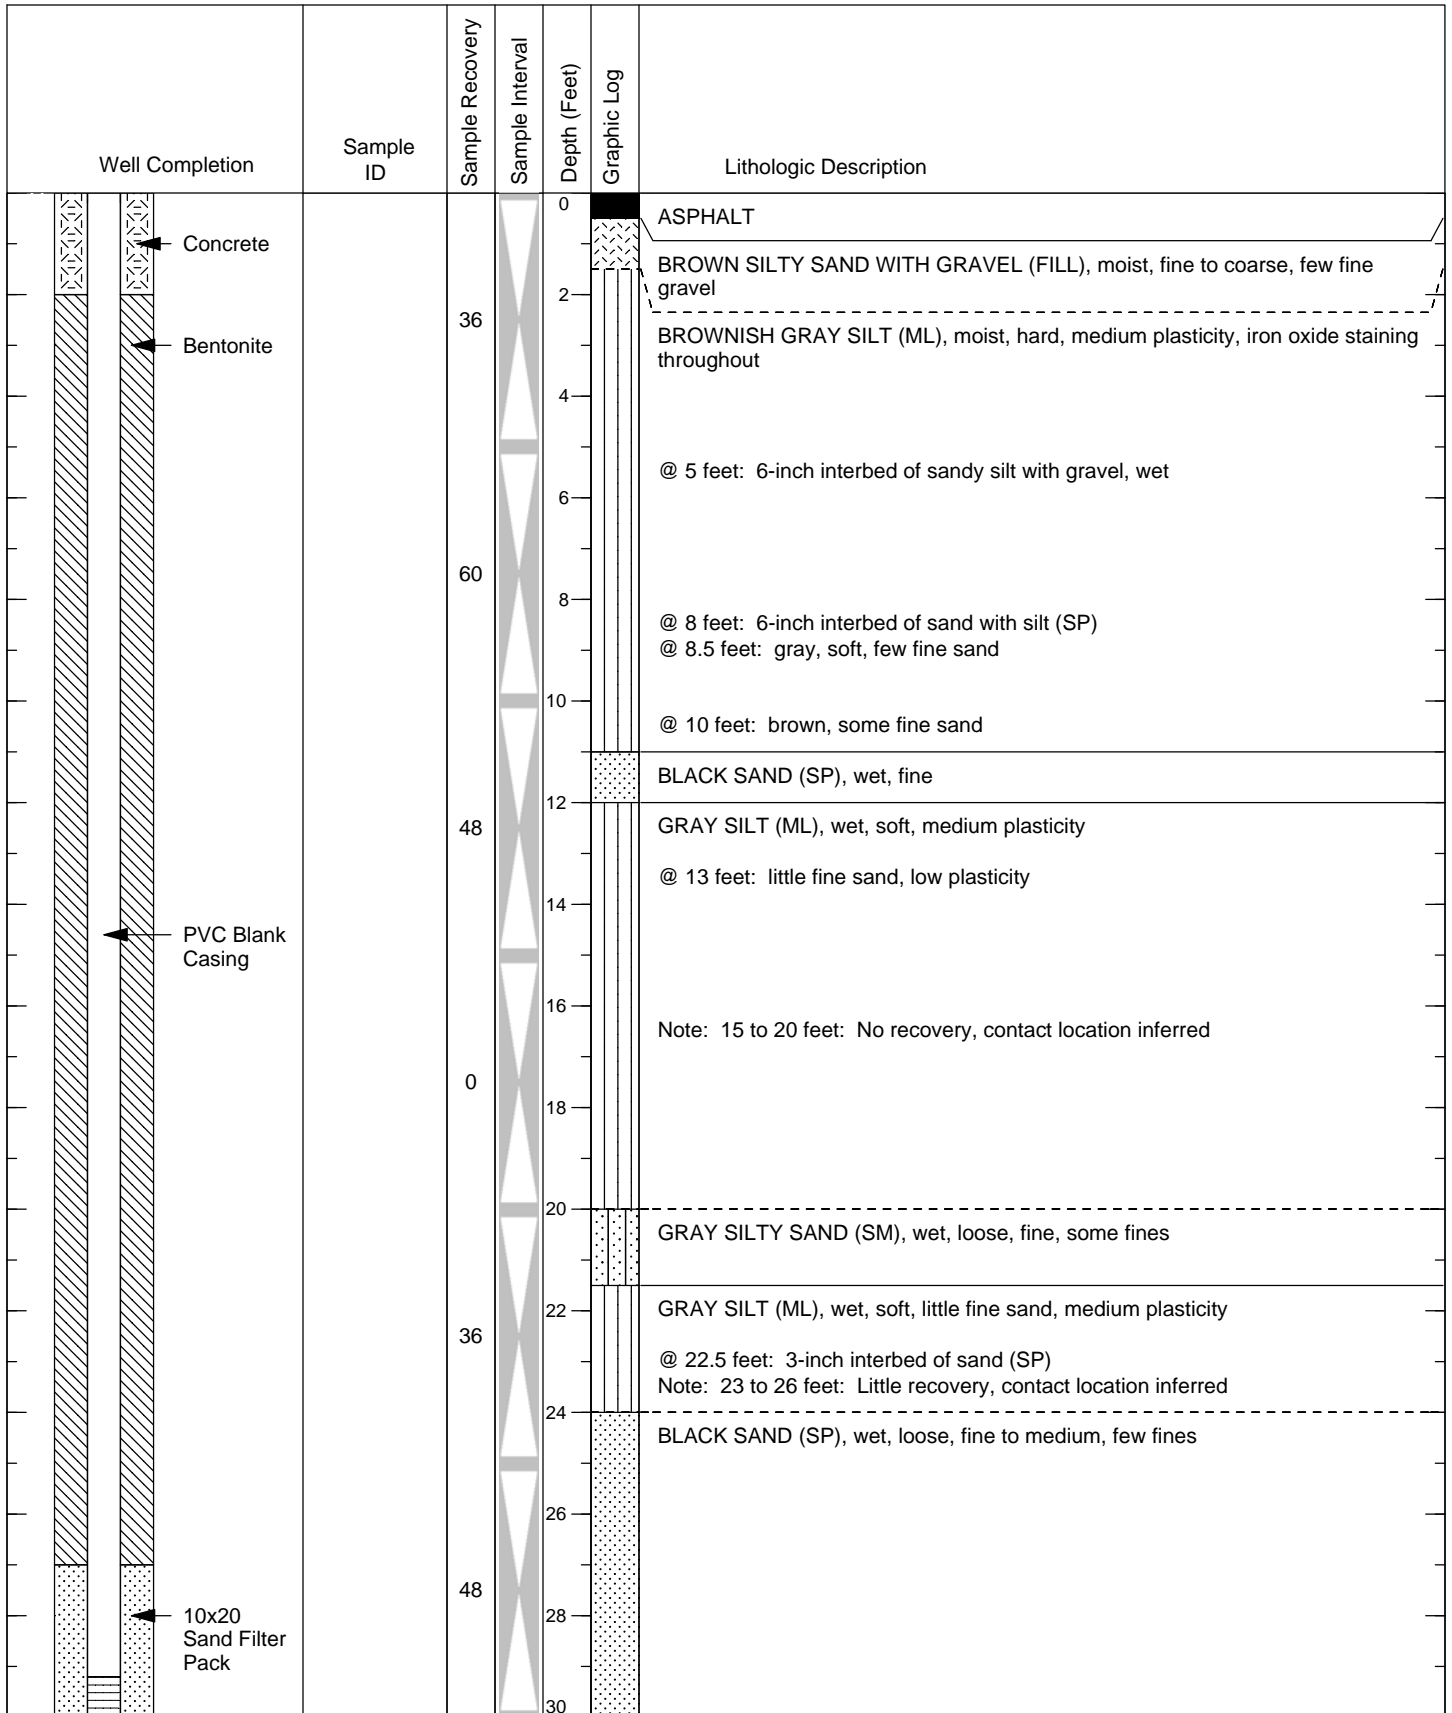 Well Completion
Sample
ID
Sample Recovery
Sample Interval
Depth (Feet)
Graphic Log
Lithologic Description
0
ASPHALT
Concrete
BROWN SILTY SAND WITH GRAVEL (FILL), moist, fine to coarse, few fine
gravel
2
36
BROWNISH GRAY SILT (ML), moist, hard, medium plasticity, iron oxide staining
throughout
Bentonite
4
@ 5 feet: 6-inch interbed of sandy silt with gravel, wet
6
60
8
@ 8 feet: 6-inch interbed of sand with silt (SP)
@ 8.5 feet: gray, soft, few fine sand
10
@ 10 feet: brown, some fine sand
BLACK SAND (SP), wet, fine
12
48
GRAY SILT (ML), wet, soft, medium plasticity
@ 13 feet: little fine sand, low plasticity
14
PVC Blank
Casing
16
Note: 15 to 20 feet: No recovery, contact location inferred
0
18
20
GRAY SILTY SAND (SM), wet, loose, fine, some fines
22
GRAY SILT (ML), wet, soft, little fine sand, medium plasticity
36
@ 22.5 feet: 3-inch interbed of sand (SP)
Note: 23 to 26 feet: Little recovery, contact location inferred
24
BLACK SAND (SP), wet, loose, fine to medium, few fines
26
48
28
10x20
Sand Filter
Pack
30